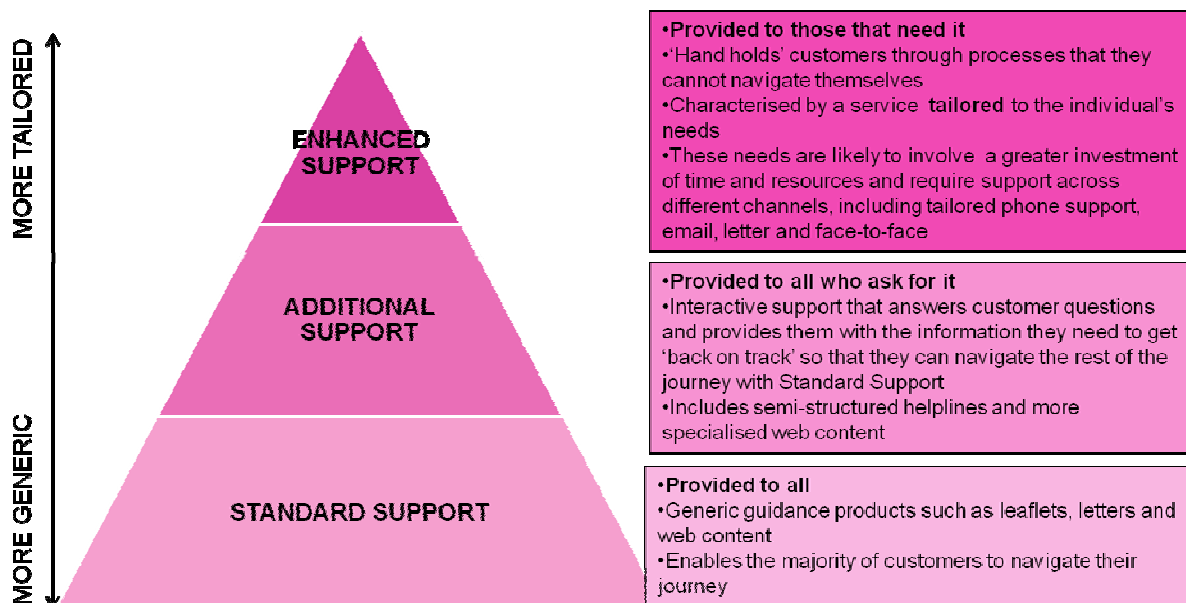 MORE TAILORED
MORE GENERIC
ENHANCED
SUPPORT
ADDITIONAL
SUPPORT
STANDARD SUPPORT
•Provided to those that need it
•‘Hand holds’ customers through processes that they
cannot navigate themselves
•Characterised by a service tailored to the individual’s
needs
•These needs are likely to involve a greater investment
of time and resources and require support across
different channels, including tailored phone support,
email, letter and face-to-face
•Provided to all who ask for it
•Interactive support that answers customer questions
and provides them with the information they need to get
‘back on track’ so that they can navigate the rest of the
journey with Standard Support
•Includes semi-structured helplines and more
specialised web content
•Provided to all
•Generic guidance products such as leaflets, letters and
web content
•Enables the majority of customers to navigate their
journey